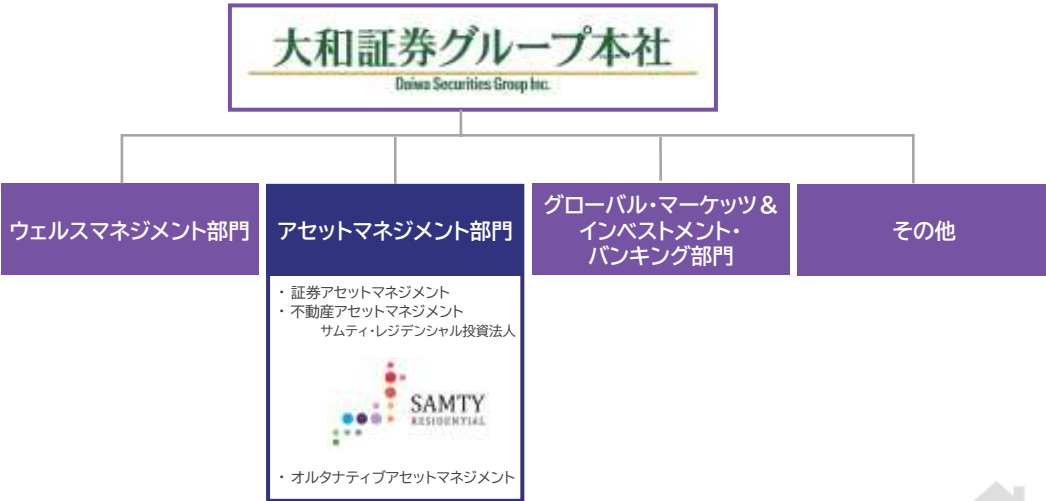 大和証券グループ本社
Daiwa Securities Group Inc.
ウェルスマネジメント部門
アセットマネジメント部門
グローバル・マーケッツ＆
インベストメント・
バンキング部門
その他
・ 証券アセットマネジメント
・ 不動産アセットマネジメント
サムティ・レジデンシャル投資法人
SAMTY
RESIDENTIAL
・ オルタナティブアセットマネジメント